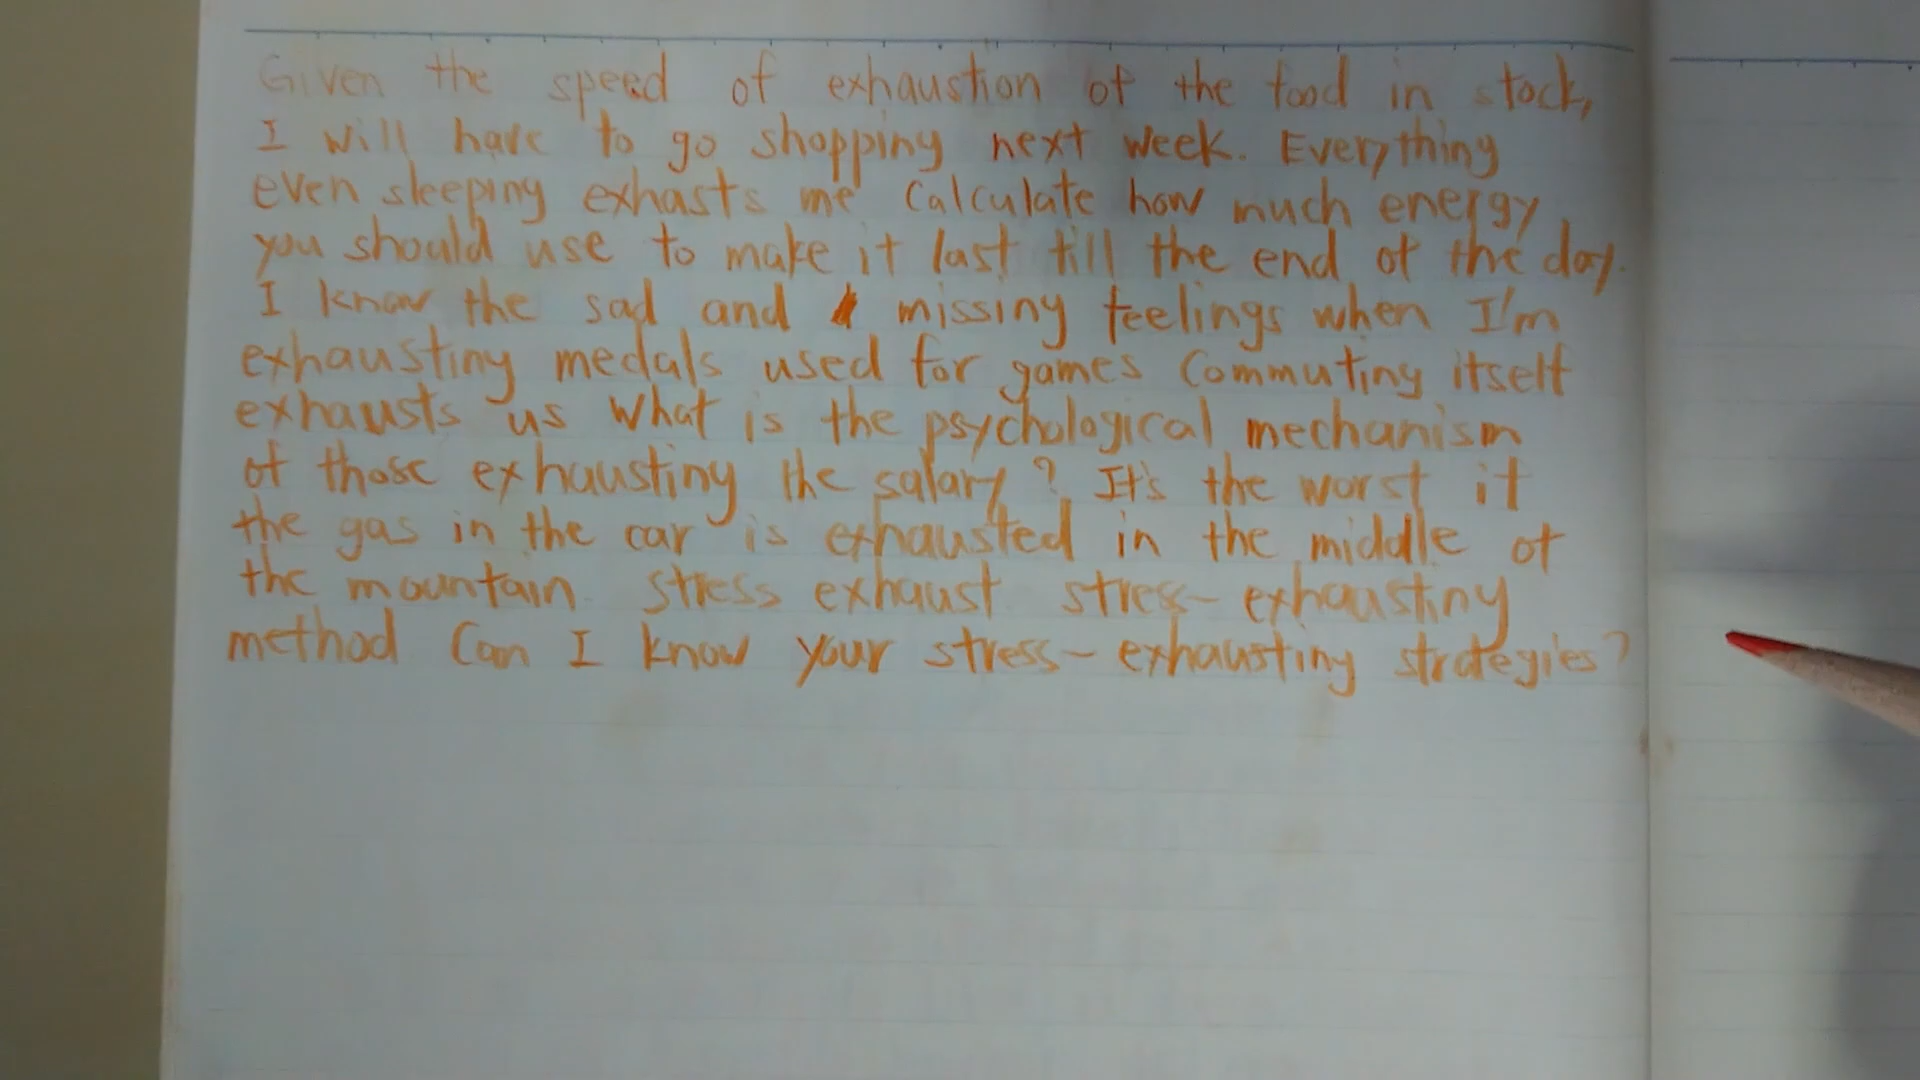 Given the speed of exhaustion of the food in stock,
I will have to go shopping next week. Everything
even sleeping exhasts me Calculate how much energy
you should use to make it last till the end of the day.
I know the sad and missing feelings when I'm
exhausting medals used for games Commuting itself
exhausts us What is the psychological mechanism
of those exhausting the salary? It's the worst if
the gas in the car is exhausted in the middle of
the mountain. Stress exhaust stress-exhausting
method Can I know your stress-exhausting strategies?